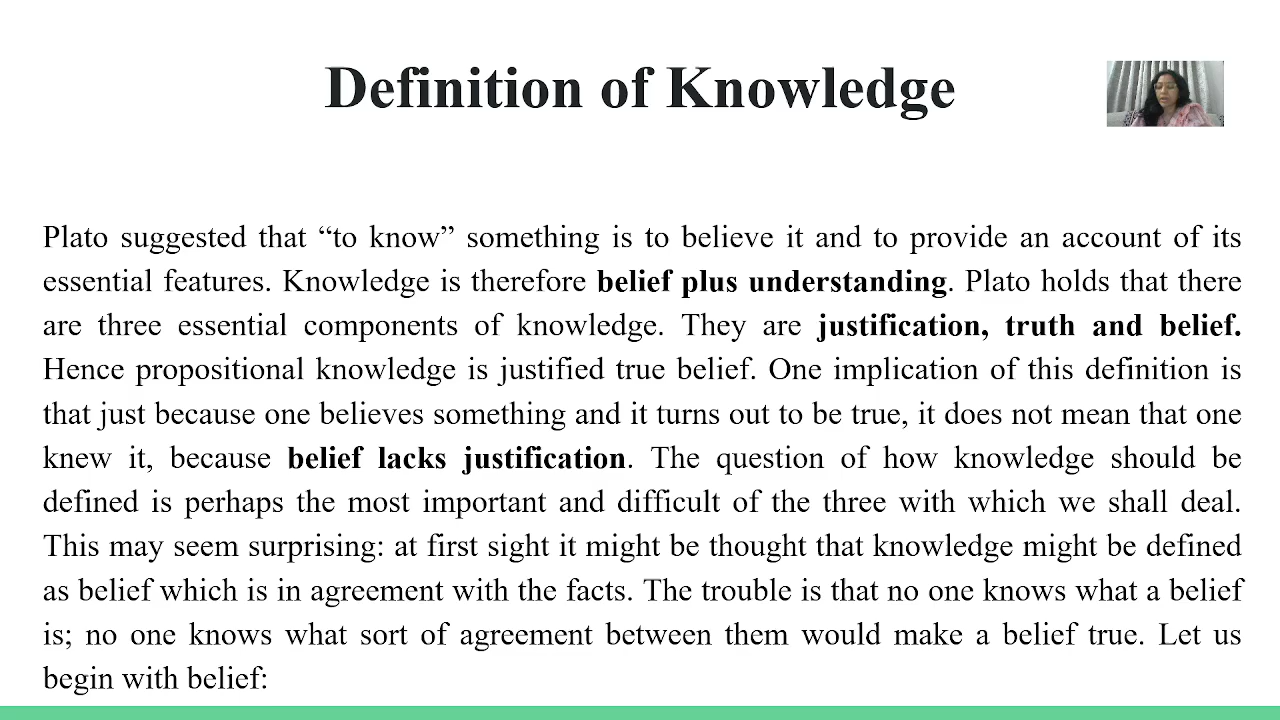 Definition of Knowledge
Plato suggested that “to know” something is to believe it and to provide an account of its
essential features. Knowledge is therefore belief plus understanding. Plato holds that there
are three essential components of knowledge. They are justification, truth and belief.
Hence propositional knowledge is justified true belief. One implication of this definition is
that just because one believes something and it turns out to be true, it does not mean that one
knew it, because belief lacks justification. The question of how knowledge should be
defined is perhaps the most important and difficult of the three with which we shall deal.
This may seem surprising: at first sight it might be thought that knowledge might be defined
as belief which is in agreement with the facts. The trouble is that no one knows what a belief
is; no one knows what sort of agreement between them would make a belief true. Let us
begin with belief: